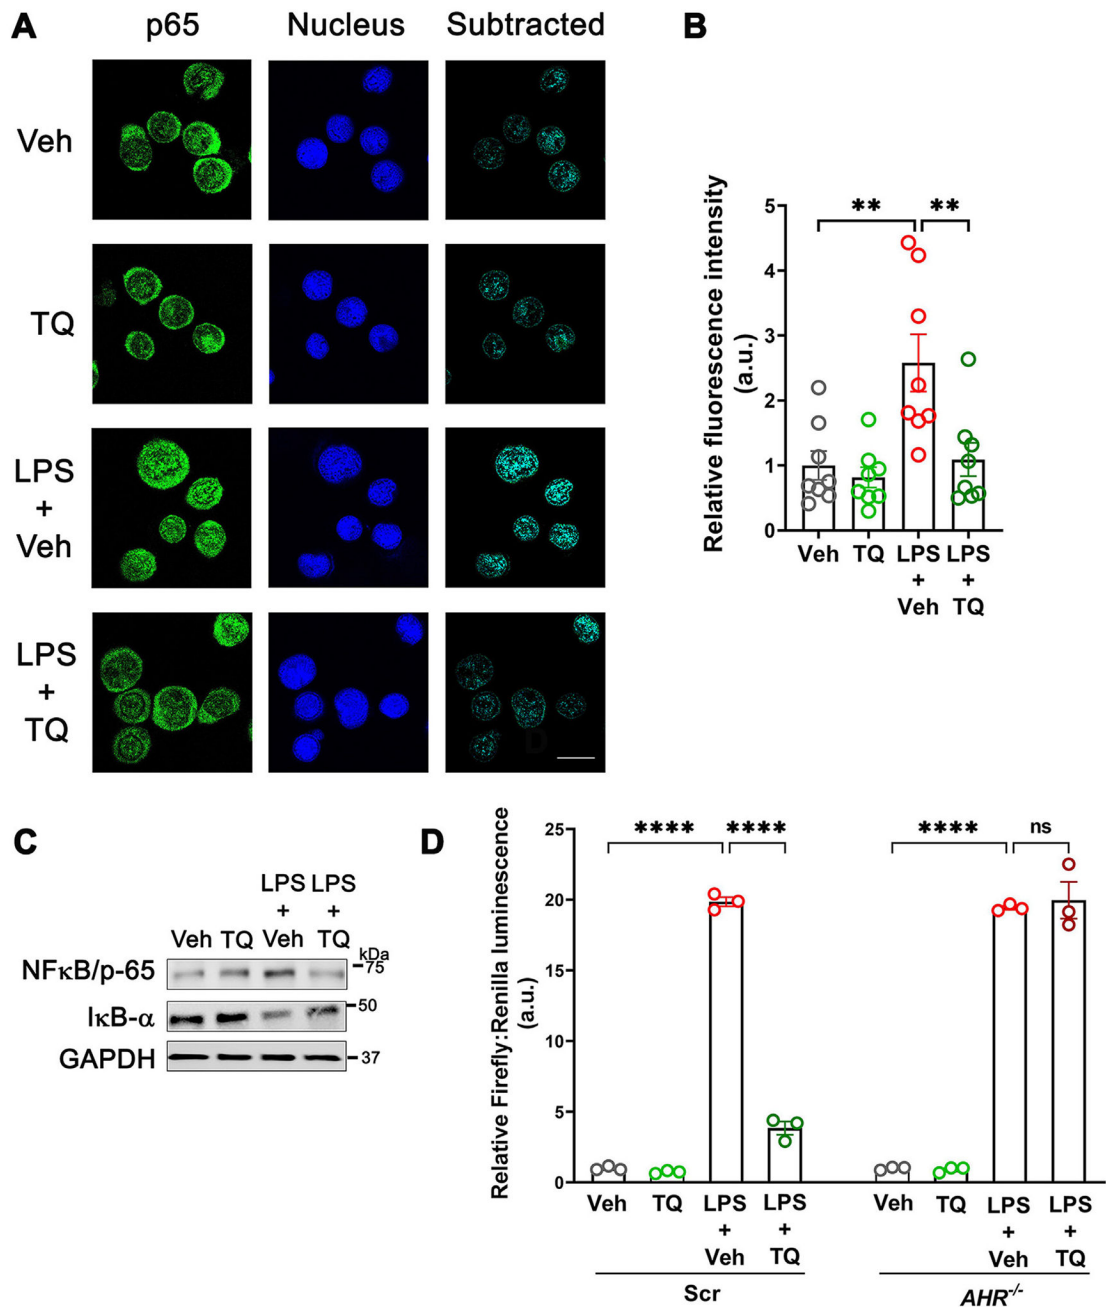 A
p65
Nucleus
Subtracted
Veh
TQ
LPS
+
Veh
LPS
+
TQ
B
Relative fluorescence intensity
(a.u.)
5
4
3
2
1
0
**
**
Veh
TQ
LPS
+
Veh
LPS
+
TQ
C
LPS
+
Veh
LPS
+
TQ
Veh
TQ
kDa
NFκB/p-65
75
IκB-α
50
GAPDH
37
D
Relative Firefly:Renilla luminescence
(a.u.)
25
20
15
10
5
0
****
****
****
ns
Veh
TQ
LPS
+
Veh
LPS
+
TQ
Veh
TQ
LPS
+
Veh
LPS
+
TQ
Scr
AHR-/-